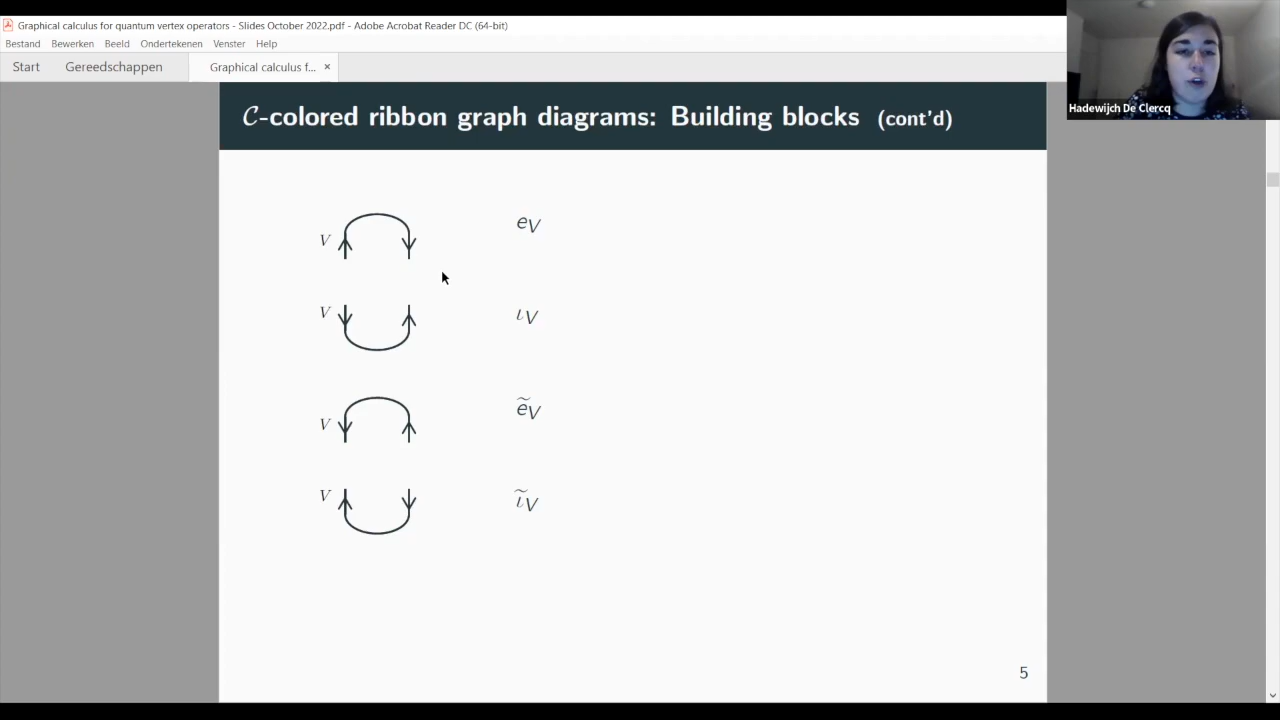 Graphical calculus for quantum vertex operators - Slides October 2022.pdf - Adobe Acrobat Reader DC (64-bit)
Bestand Bewerken Beeld Ondertekenen Venster Help
Start Gereedschappen Graphical calculus f... ×
Hadewijch De Clercq
𝒞-colored ribbon graph diagrams: Building blocks (cont'd)
V e_V
V ι_V
V ẽ_V
V ι̃_V
5